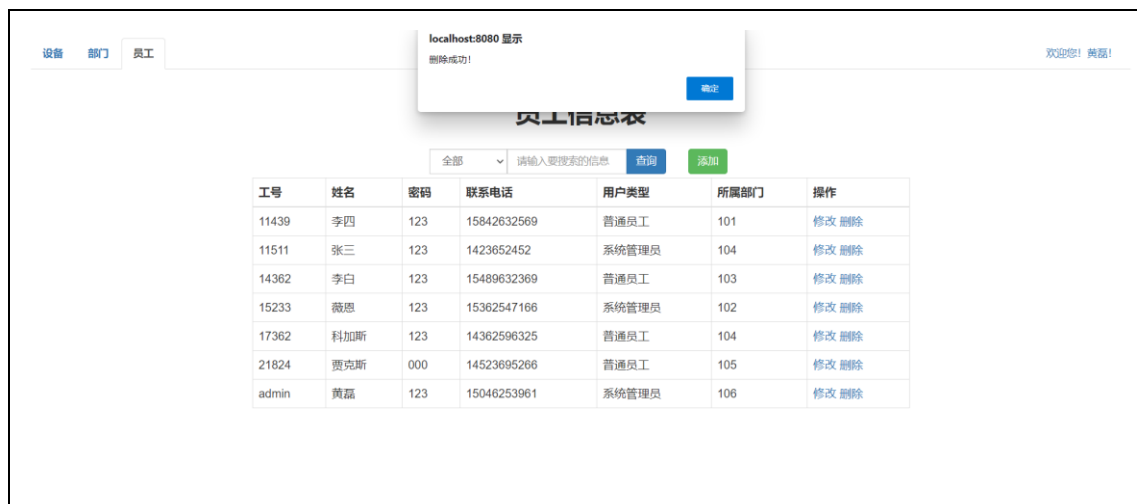 localhost:8080 显示
删除成功！
确定
设备 部门 员工
欢迎您！黄磊！
员工信息表
全部 请输入要搜索的信息 查询 添加
工号 姓名 密码 联系电话 用户类型 所属部门 操作
11439 李四 123 15842632569 普通员工 101 修改 删除
11511 张三 123 1423652452 系统管理员 104 修改 删除
14362 李白 123 15489632369 普通员工 103 修改 删除
15233 薇恩 123 15362547166 系统管理员 102 修改 删除
17362 科加斯 123 14362596325 普通员工 104 修改 删除
21824 贾克斯 000 14523695266 普通员工 105 修改 删除
admin 黄磊 123 15046253961 系统管理员 106 修改 删除